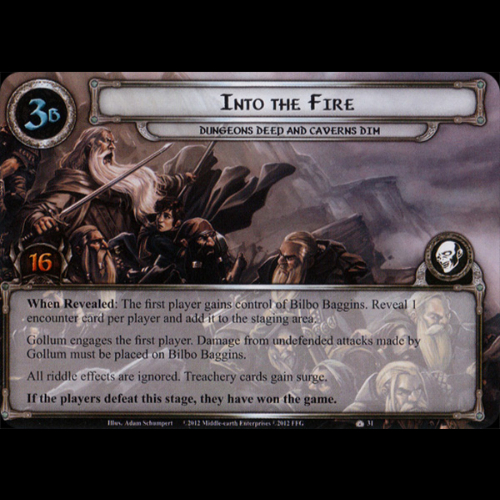 3B
INTO THE FIRE
DUNGEONS DEEP AND CAVERNS DIM
16
When Revealed: The first player gains control of Bilbo Baggins. Reveal 1
encounter card per player and add it to the staging area.
Gollum engages the first player. Damage from undefended attacks made by
Gollum must be placed on Bilbo Baggins.
All riddle effects are ignored. Treachery cards gain surge.
If the players defeat this stage, they have won the game.
Illus. Adam Schumpert ©2012 Middle-earth Enterprises ©2012 FFG 31